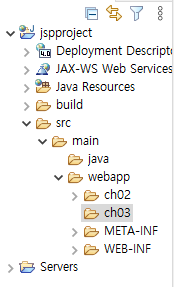 jspproject
Deployment Descript
JAX-WS Web Services
Java Resources
build
src
main
java
webapp
ch02
ch03
META-INF
WEB-INF
Servers